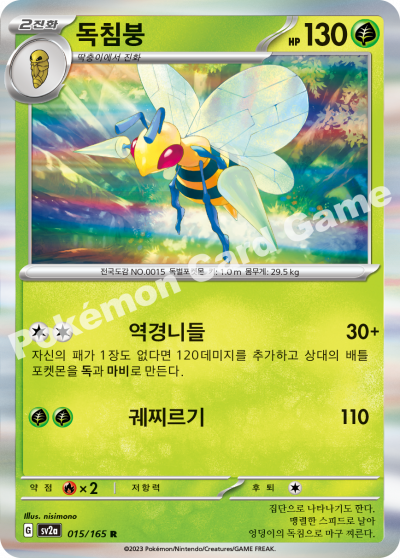 2진화
독침붕
HP 130
딱충이에서 진화
전국도감 NO.0015 독벌포켓몬 키: 1.0m 몸무게: 29.5kg
Pokémon Card Game
역경니들 30+
자신의 패가 1장도 없다면 120데미지를 추가하고 상대의 배틀
포켓몬을 독과 마비로 만든다.
궤찌르기 110
약점 ×2 저항력 후퇴
Illus. nisimono
G sv2a 015/165 R
집단으로 나타나기도 한다.
맹렬한 스피드로 날아
엉덩이의 독침으로 마구 찌른다.
©2023 Pokémon/Nintendo/Creatures/GAME FREAK.